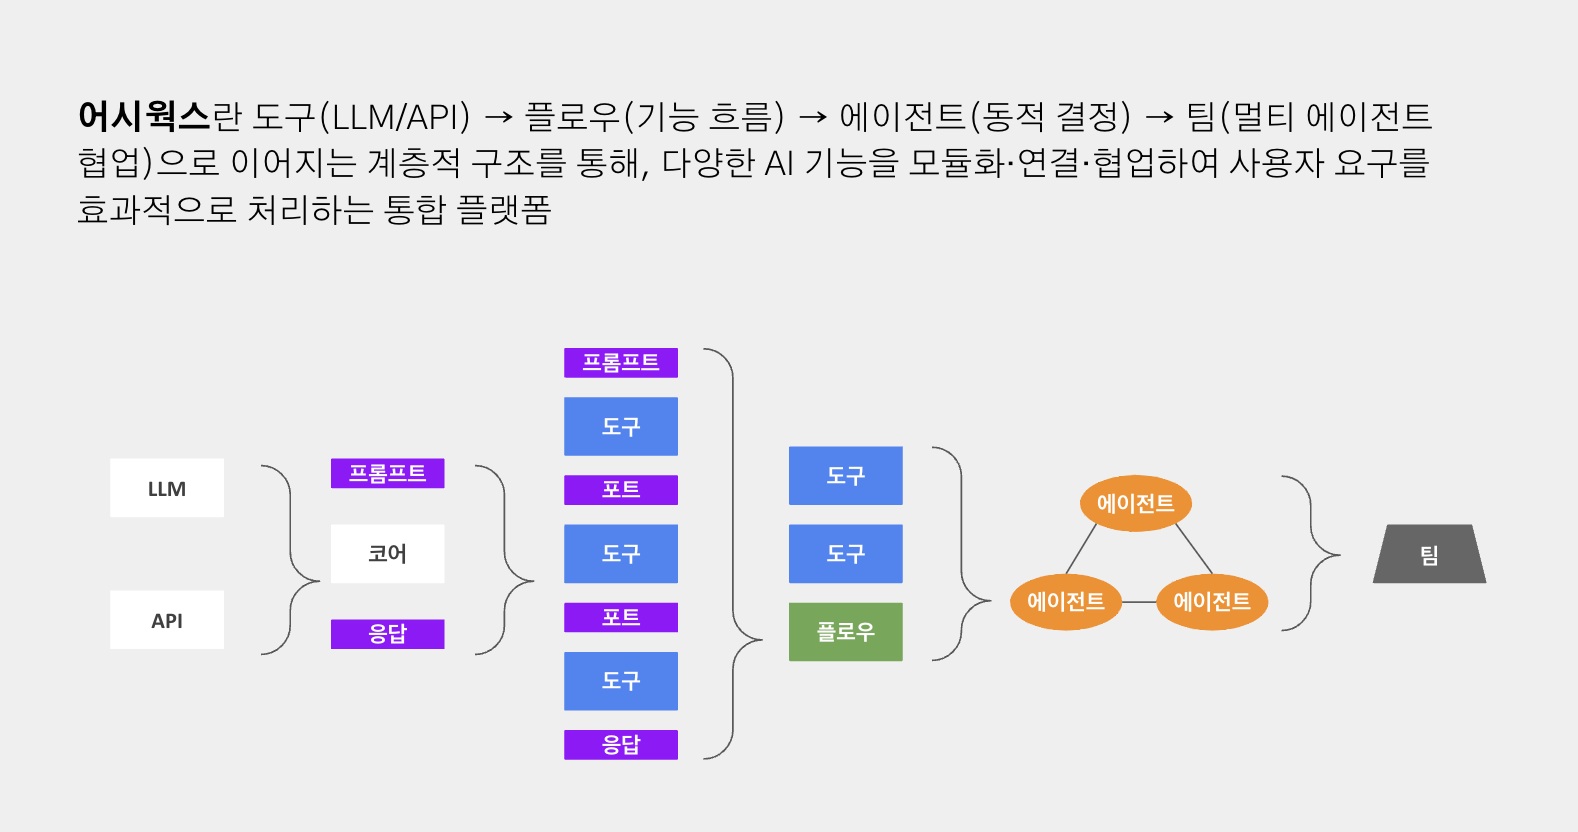 어시웍스란 도구(LLM/API) → 플로우(기능 흐름) → 에이전트(동적 결정) → 팀(멀티 에이전트
협업)으로 이어지는 계층적 구조를 통해, 다양한 AI 기능을 모듈화·연결·협업하여 사용자 요구를
효과적으로 처리하는 통합 플랫폼
LLM
API
프롬프트
코어
응답
프롬프트
도구
포트
도구
포트
도구
응답
도구
도구
플로우
에이전트
에이전트
에이전트
팀